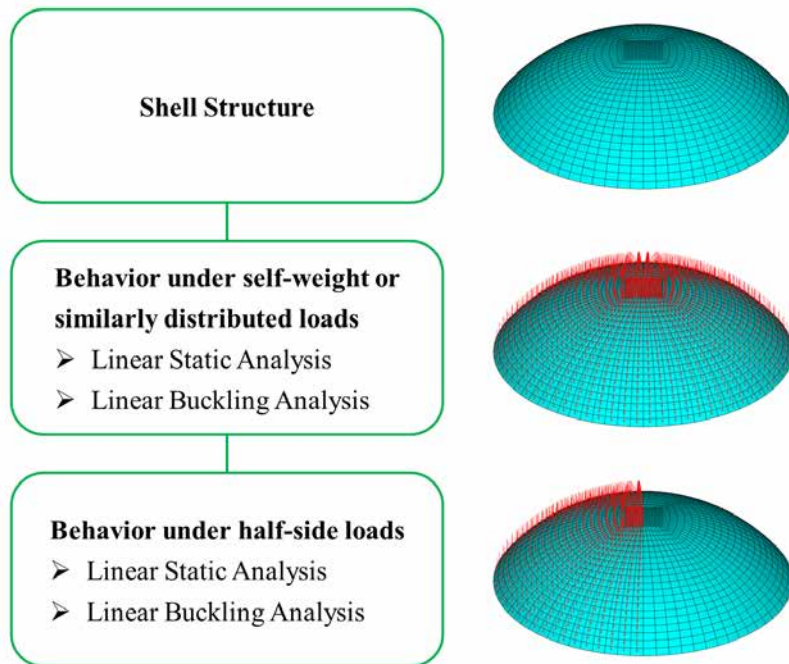 Shell Structure
Behavior under self-weight or
similarly distributed loads
➢ Linear Static Analysis
➢ Linear Buckling Analysis
Behavior under half-side loads
➢ Linear Static Analysis
➢ Linear Buckling Analysis